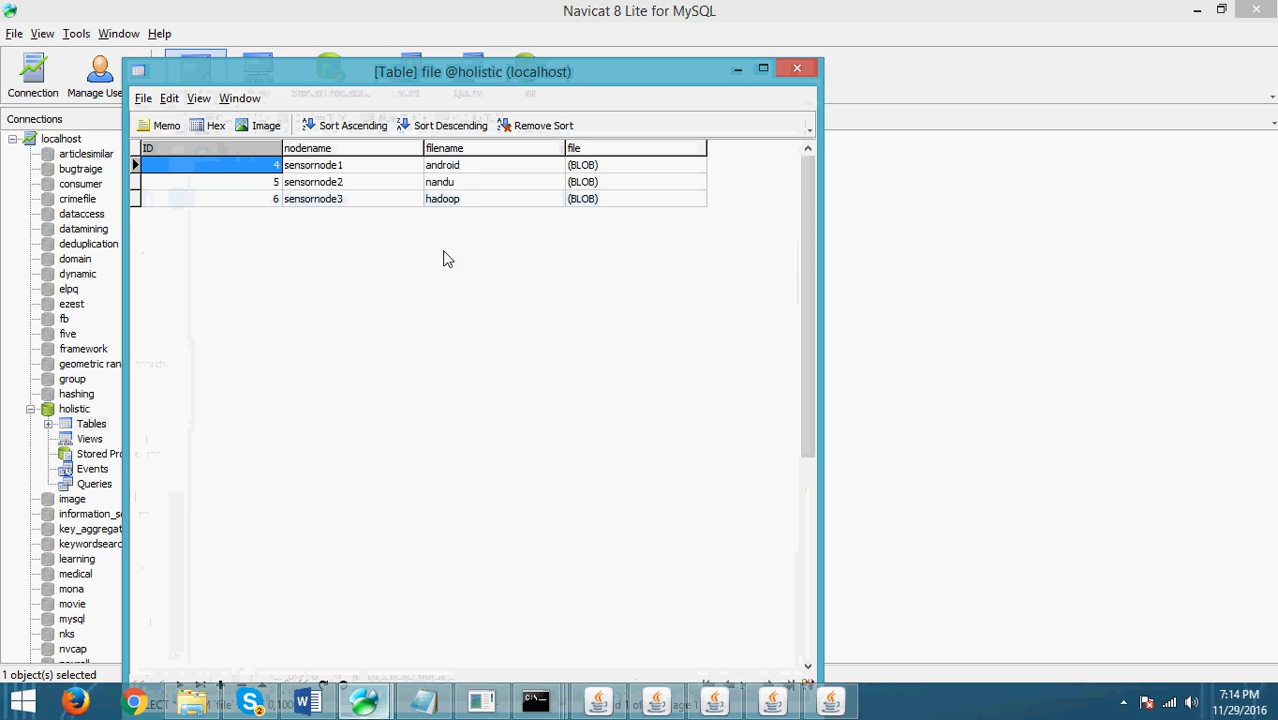 Navicat 8 Lite for MySQL
File View Tools Window Help
Connection Manage Use
Connections
localhost
articlesimilar
bugtraige
consumer
crimefile
dataccess
datamining
deduplication
domain
dynamic
elpq
ezest
fb
five
framework
geometric ran
group
hashing
holistic
Tables
Views
Stored Pro
Events
Queries
image
information_s
key_aggregat
keywordsearc
learning
medical
mona
movie
mysql
nks
nvcap
1 object(s) selected
[Table] file @holistic (localhost)
File Edit View Window
Memo Hex Image Sort Ascending Sort Descending Remove Sort
ID nodename filename file
4 sensornode1 android (BLOB)
5 sensornode2 nandu (BLOB)
6 sensornode3 hadoop (BLOB)
7:14 PM
11/29/2016